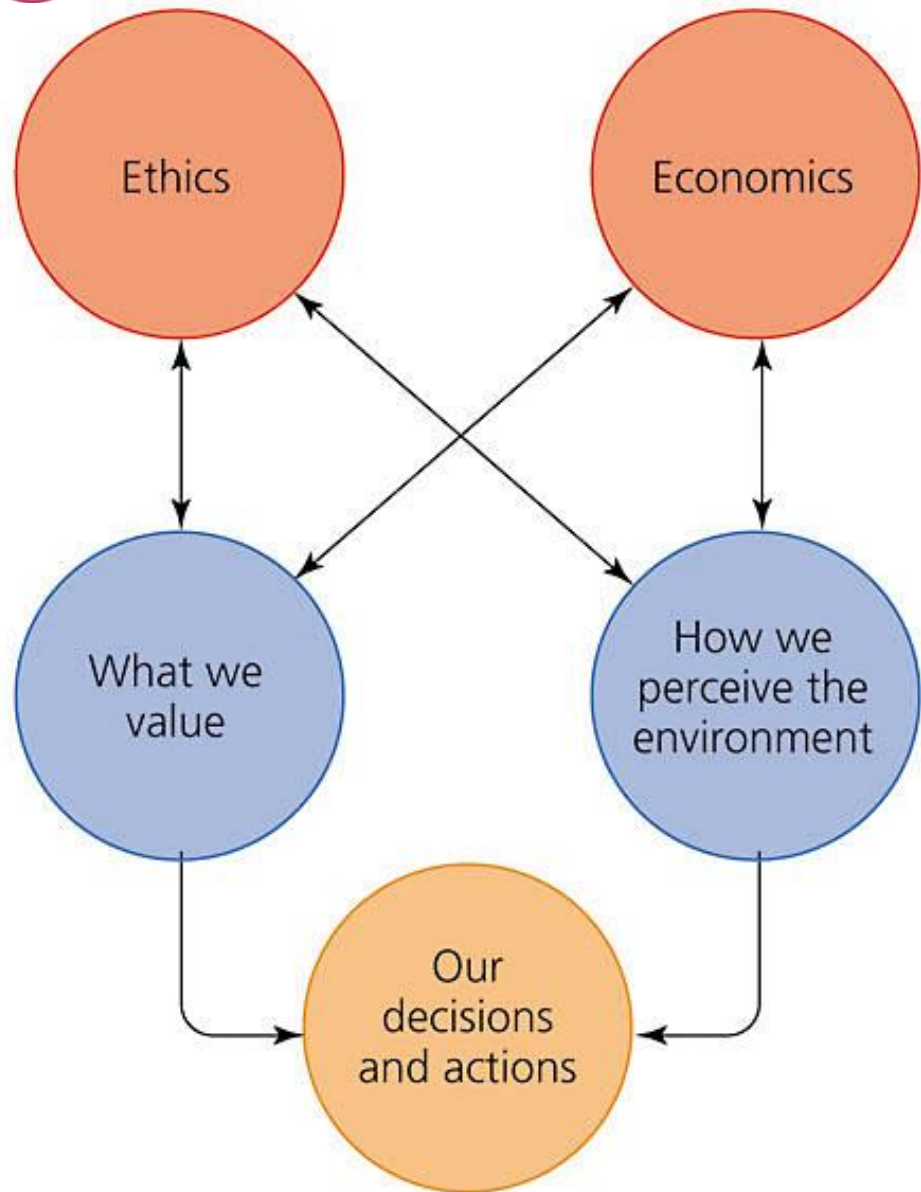 Ethics
Economics
What we
value
How we
perceive the
environment
Our
decisions
and actions